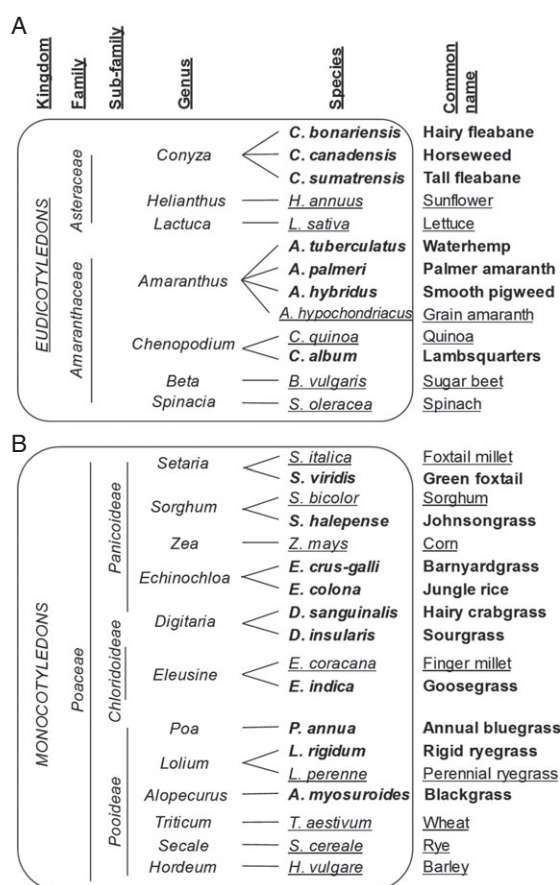 A
Kingdom Family Sub-family Genus Species Common name
EUDICOTYLEDONS
Asteraceae
Conyza C. bonariensis Hairy fleabane
C. canadensis Horseweed
C. sumatrensis Tall fleabane
Helianthus H. annuus Sunflower
Lactuca L. sativa Lettuce
Amaranthaceae
Amaranthus A. tuberculatus Waterhemp
A. palmeri Palmer amaranth
A. hybridus Smooth pigweed
A. hypochondriacus Grain amaranth
Chenopodium C. quinoa Quinoa
C. album Lambsquarters
Beta B. vulgaris Sugar beet
Spinacia S. oleracea Spinach
B
MONOCOTYLEDONS
Poaceae
Panicoideae
Setaria S. italica Foxtail millet
S. viridis Green foxtail
Sorghum S. bicolor Sorghum
S. halepense Johnsongrass
Zea Z. mays Corn
Echinochloa E. crus-galli Barnyardgrass
E. colona Jungle rice
Digitaria D. sanguinalis Hairy crabgrass
D. insularis Sourgrass
Chloridoideae
Eleusine E. coracana Finger millet
E. indica Goosegrass
Pooideae
Poa P. annua Annual bluegrass
Lolium L. rigidum Rigid ryegrass
L. perenne Perennial ryegrass
Alopecurus A. myosuroides Blackgrass
Triticum T. aestivum Wheat
Secale S. cereale Rye
Hordeum H. vulgare Barley